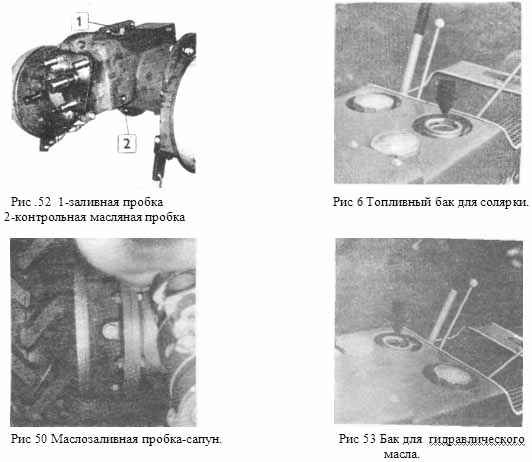 1
2
Рис .52 1-заливная пробка
2-контрольная масляная пробка
Рис 6 Топливный бак для солярки.
Рис 50 Маслозаливная пробка-сапун.
Рис 53 Бак для гидравлического
масла.